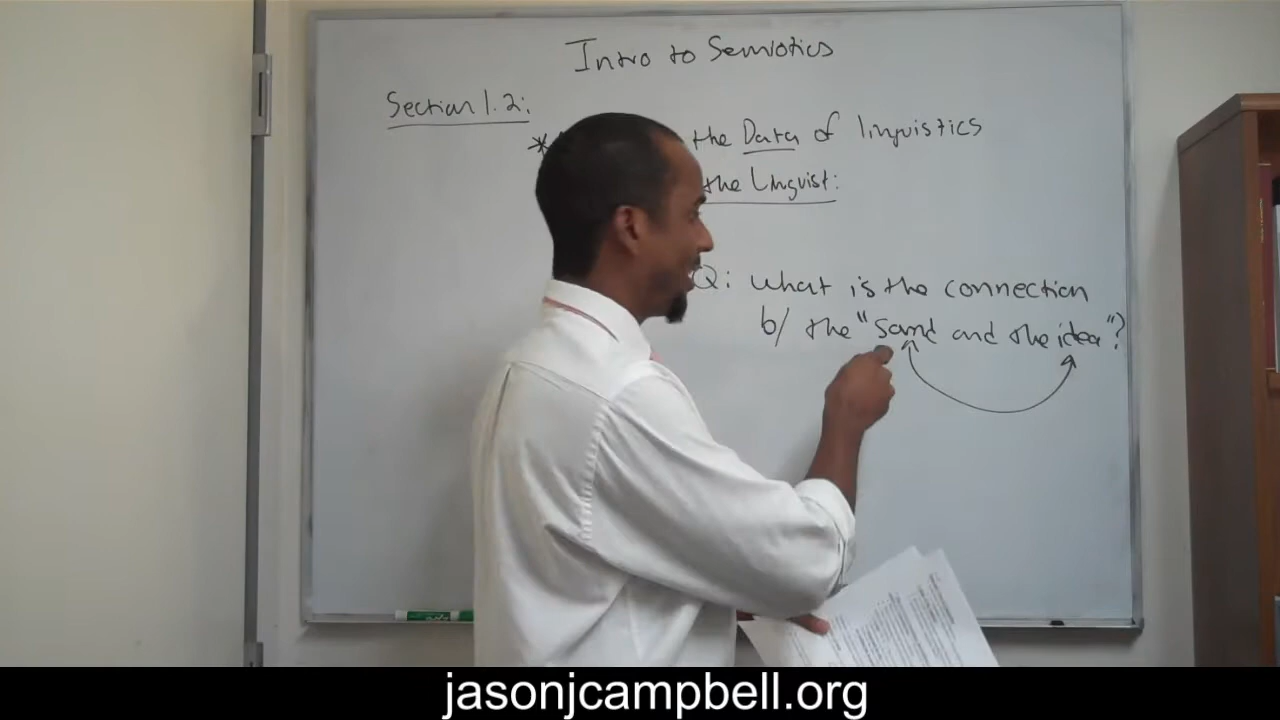 Intro to Semiotics
Section 1.2:
* the Data of linguistics
the Linguist:
Q: What is the connection
b/ the "sound and the idea"?
jasonjcampbell.org